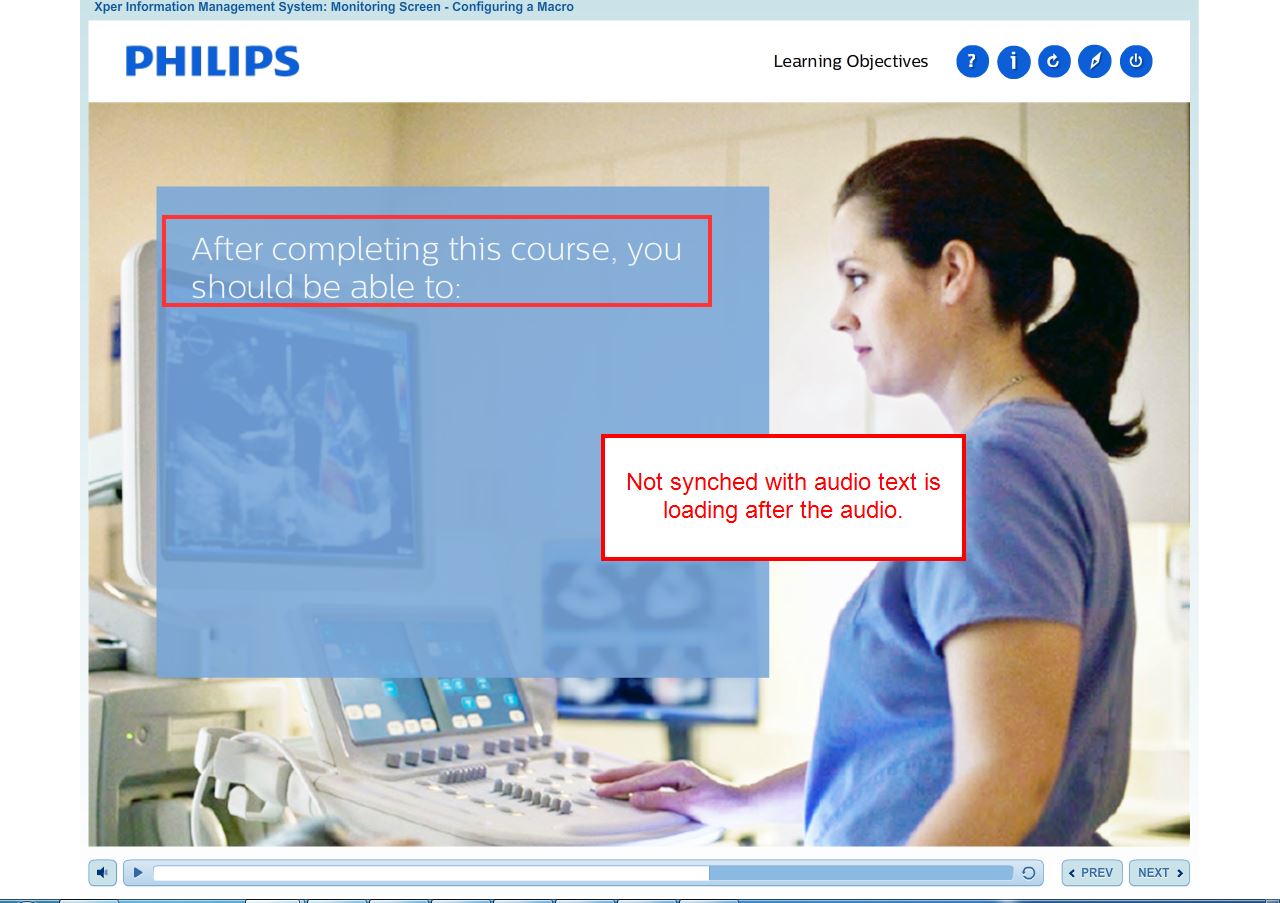 Xper Information Management System: Monitoring Screen - Configuring a Macro
PHILIPS
Learning Objectives
?
i
After completing this course, you
should be able to:
Not synched with audio text is
loading after the audio.
PREV
NEXT